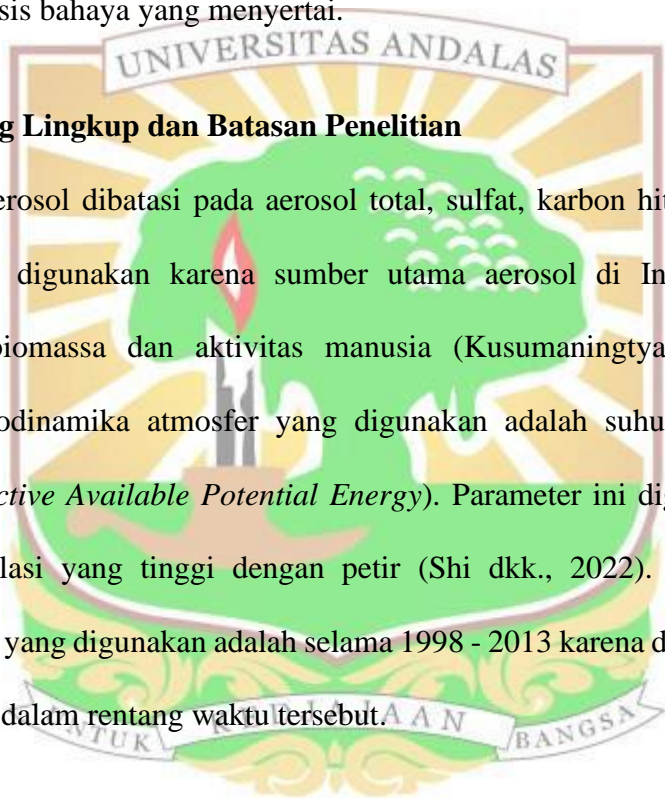 sis bahaya yang menyertai.
UNIVERSITAS ANDALAS
g Lingkup dan Batasan Penelitian
erosol dibatasi pada aerosol total, sulfat, karbon hit
digunakan karena sumber utama aerosol di In
biomassa dan aktivitas manusia (Kusumaningtya
odinamika atmosfer yang digunakan adalah suhu
ctive Available Potential Energy). Parameter ini dig
lasi yang tinggi dengan petir (Shi dkk., 2022).
yang digunakan adalah selama 1998 - 2013 karena d
dalam rentang waktu tersebut.
UNTUK KEDJAJAAN BANGSA